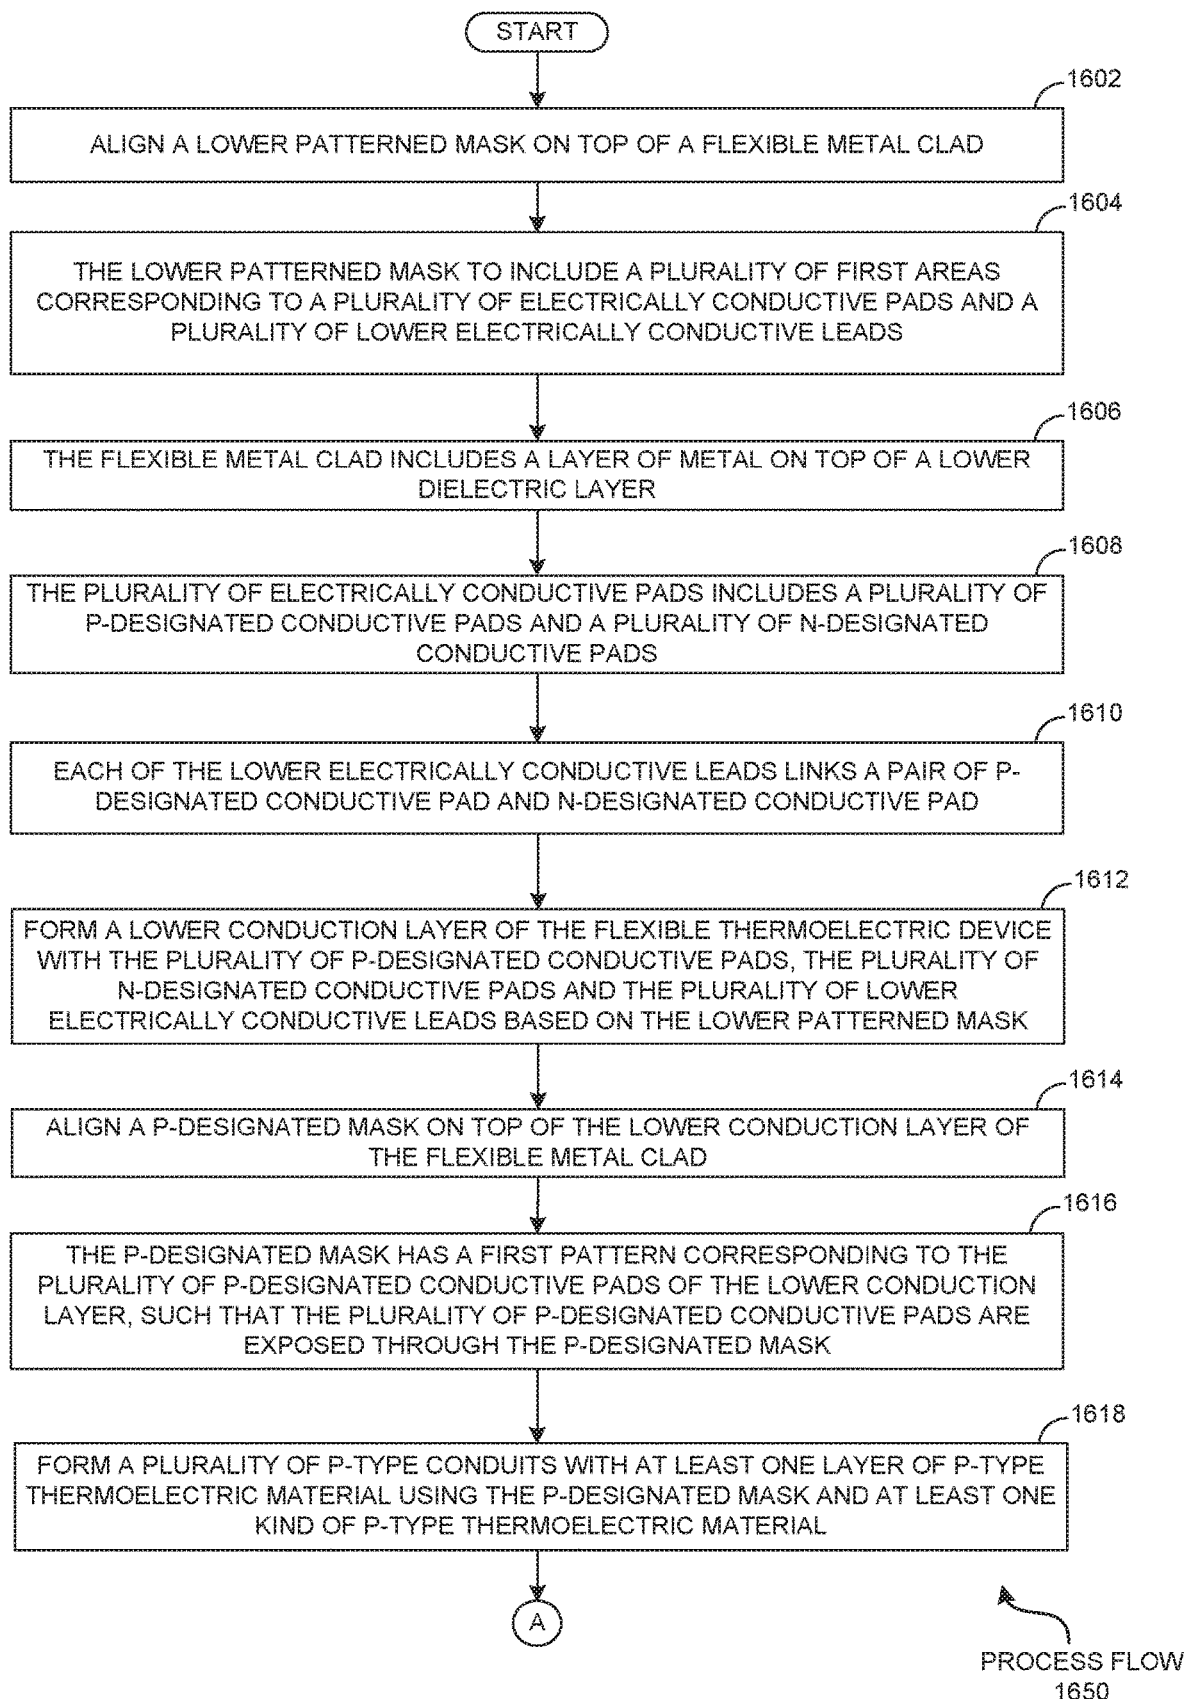 START
1602
ALIGN A LOWER PATTERNED MASK ON TOP OF A FLEXIBLE METAL CLAD
1604
THE LOWER PATTERNED MASK TO INCLUDE A PLURALITY OF FIRST AREAS
CORRESPONDING TO A PLURALITY OF ELECTRICALLY CONDUCTIVE PADS AND A
PLURALITY OF LOWER ELECTRICALLY CONDUCTIVE LEADS
1606
THE FLEXIBLE METAL CLAD INCLUDES A LAYER OF METAL ON TOP OF A LOWER
DIELECTRIC LAYER
1608
THE PLURALITY OF ELECTRICALLY CONDUCTIVE PADS INCLUDES A PLURALITY OF
P-DESIGNATED CONDUCTIVE PADS AND A PLURALITY OF N-DESIGNATED
CONDUCTIVE PADS
1610
EACH OF THE LOWER ELECTRICALLY CONDUCTIVE LEADS LINKS A PAIR OF P-
DESIGNATED CONDUCTIVE PAD AND N-DESIGNATED CONDUCTIVE PAD
1612
FORM A LOWER CONDUCTION LAYER OF THE FLEXIBLE THERMOELECTRIC DEVICE
WITH THE PLURALITY OF P-DESIGNATED CONDUCTIVE PADS, THE PLURALITY OF
N-DESIGNATED CONDUCTIVE PADS AND THE PLURALITY OF LOWER
ELECTRICALLY CONDUCTIVE LEADS BASED ON THE LOWER PATTERNED MASK
1614
ALIGN A P-DESIGNATED MASK ON TOP OF THE LOWER CONDUCTION LAYER OF
THE FLEXIBLE METAL CLAD
1616
THE P-DESIGNATED MASK HAS A FIRST PATTERN CORRESPONDING TO THE
PLURALITY OF P-DESIGNATED CONDUCTIVE PADS OF THE LOWER CONDUCTION
LAYER, SUCH THAT THE PLURALITY OF P-DESIGNATED CONDUCTIVE PADS ARE
EXPOSED THROUGH THE P-DESIGNATED MASK
1618
FORM A PLURALITY OF P-TYPE CONDUITS WITH AT LEAST ONE LAYER OF P-TYPE
THERMOELECTRIC MATERIAL USING THE P-DESIGNATED MASK AND AT LEAST ONE
KIND OF P-TYPE THERMOELECTRIC MATERIAL
A
PROCESS FLOW
1650